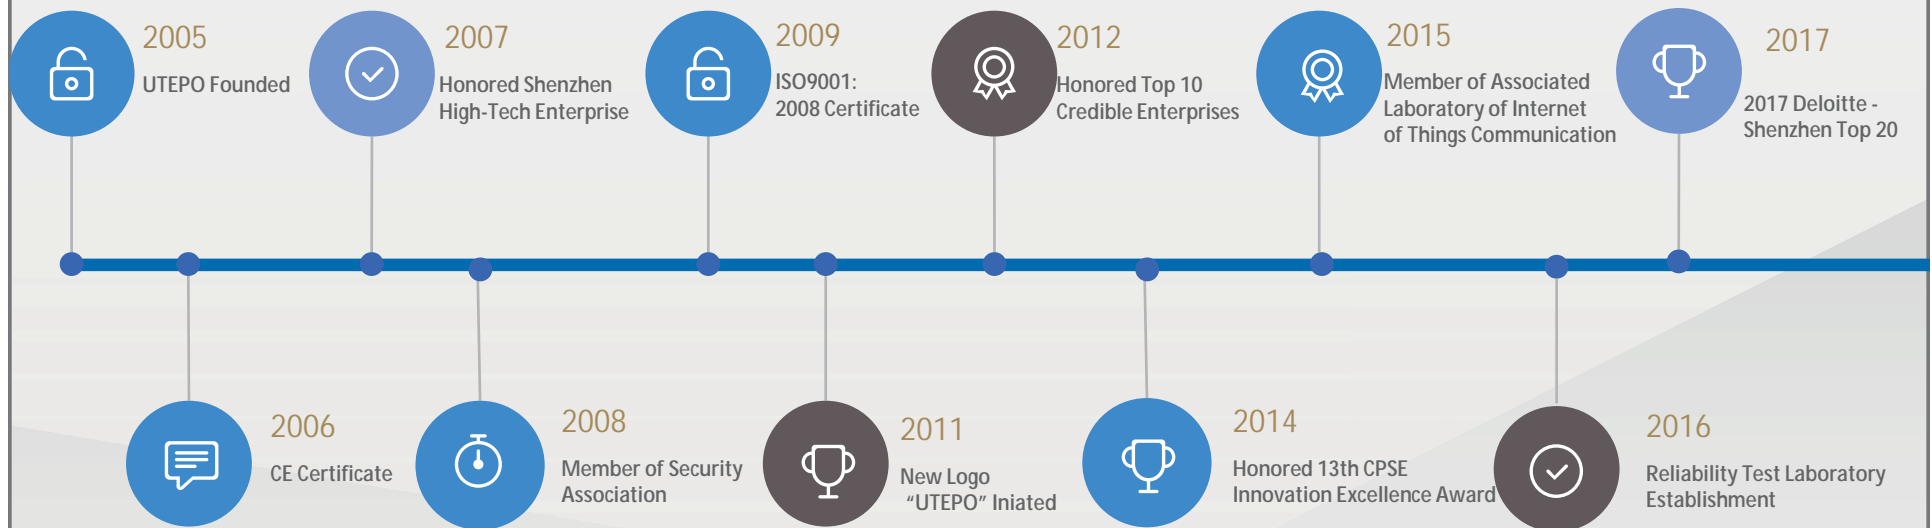 2005
UTEPO Founded
2007
Honored Shenzhen
High-Tech Enterprise
2009
ISO9001:
2008 Certificate
2012
Honored Top 10
Credible Enterprises
2015
Member of Associated
Laboratory of Internet
of Things Communication
2017
2017 Deloitte -
Shenzhen Top 20
2006
CE Certificate
2008
Member of Security
Association
2011
New Logo
“UTEPO” Iniated
2014
Honored 13th CPSE
Innovation Excellence Award
2016
Reliability Test Laboratory
Establishment